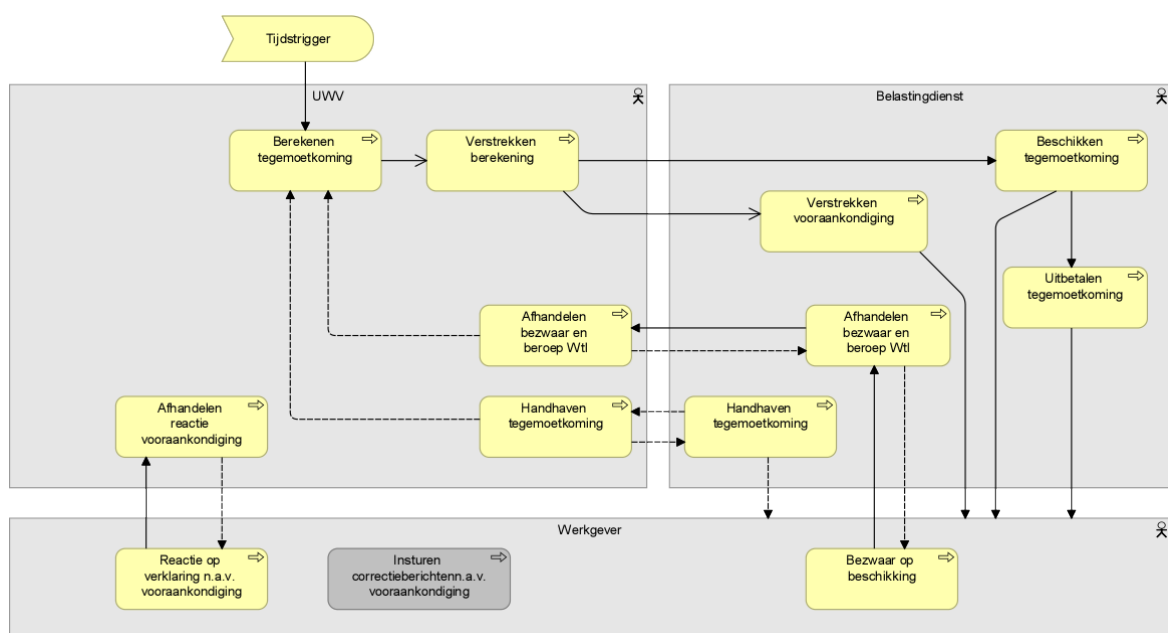 Tijdstrigger
UWV
Belastingdienst
Berekenen
tegemoetkoming
Verstrekken
berekening
Beschikken
tegemoetkoming
Verstrekken
vooraankondiging
Uitbetalen
tegemoetkoming
Afhandelen
bezwaar en
beroep Wtl
Afhandelen
bezwaar en
beroep Wtl
Afhandelen
reactie
vooraankondiging
Handhaven
tegemoetkoming
Handhaven
tegemoetkoming
Werkgever
Reactie op
verklaring n.a.v.
vooraankondiging
Insturen
correctieberichtenn.a.v.
vooraankondiging
Bezwaar op
beschikking